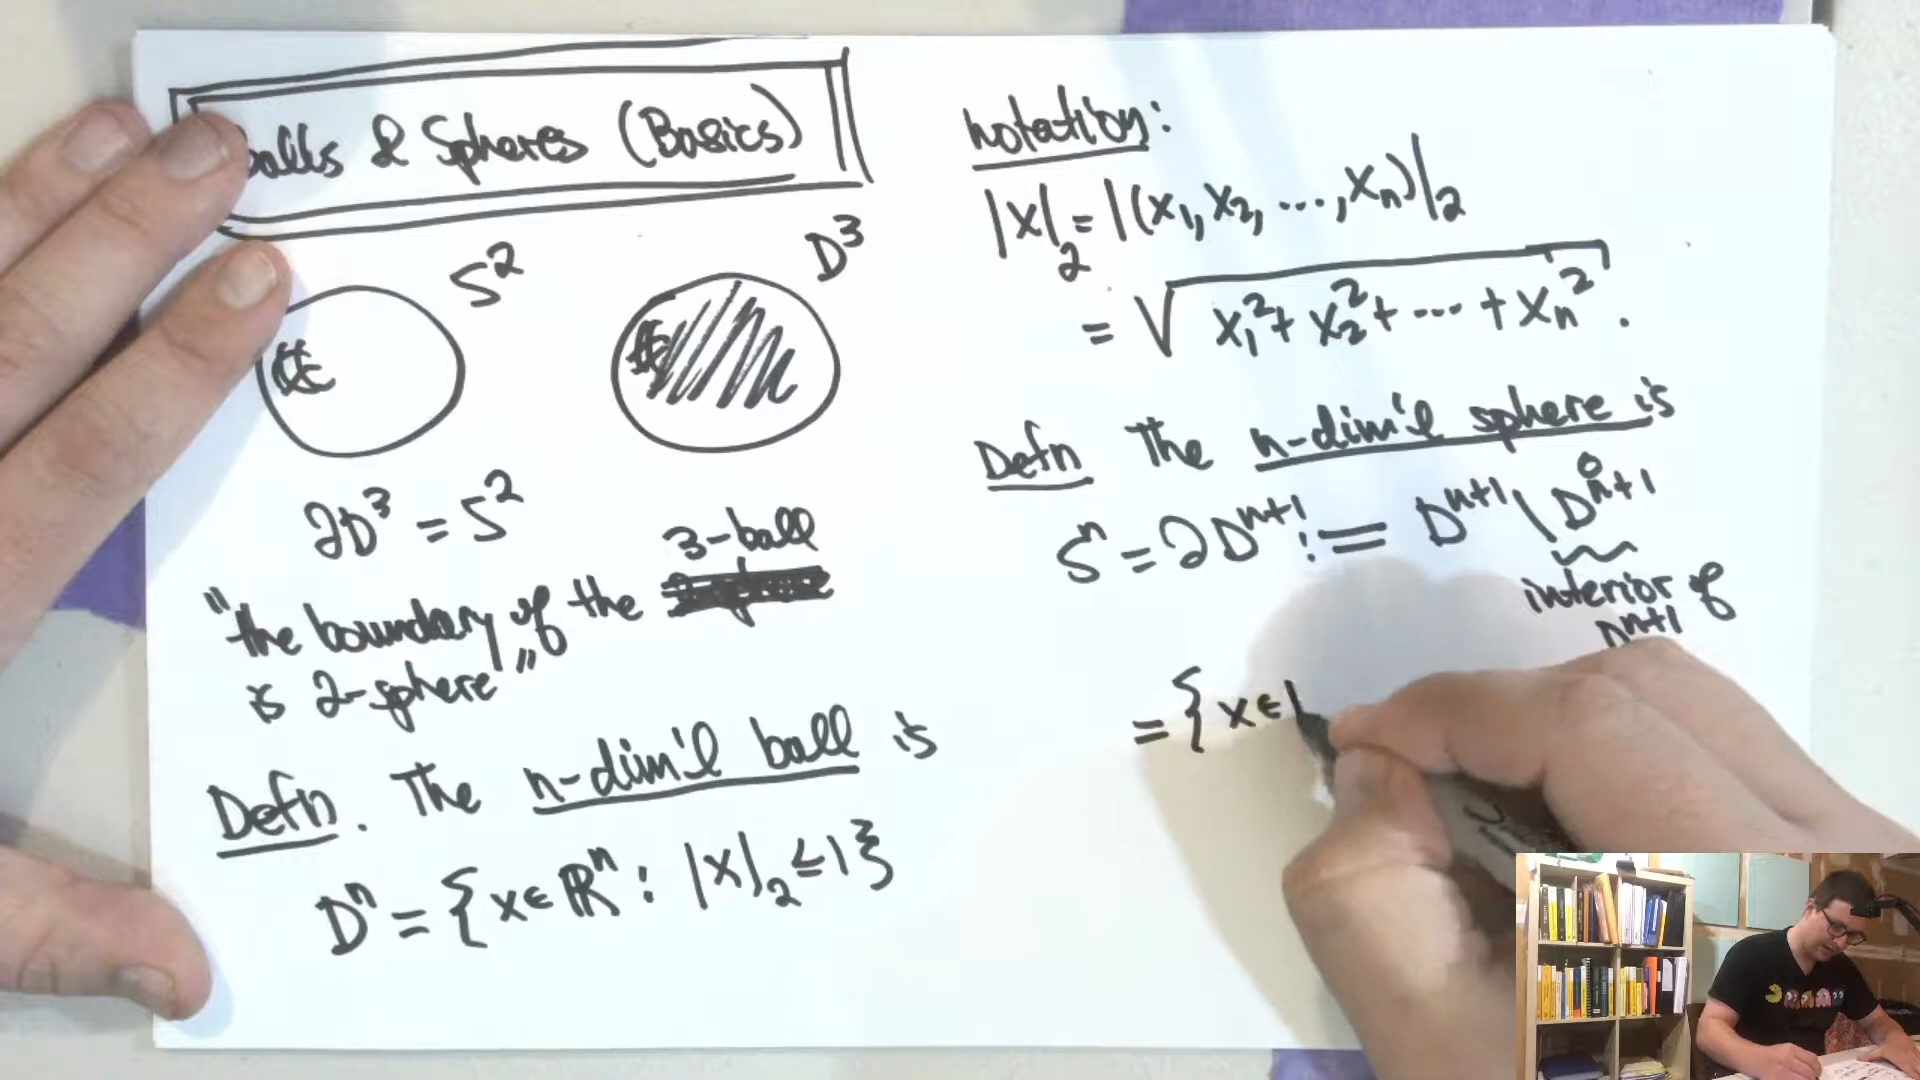 Balls & Spheres (Basics)
S²
D³
∂D³ = S²
"the boundary of the 3-ball
is 2-sphere"
Defn. The n-dim'l ball is
Dⁿ = {x ∈ ℝⁿ : |x|₂ ≤ 1}
notation:
|x|₂ = |(x₁, x₂, ..., xₙ)|₂
= √(x₁² + x₂² + ... + xₙ²).
Defn The n-dim'l sphere is
Sⁿ = ∂Dⁿ⁺¹ := Dⁿ⁺¹ \ D̊ⁿ⁺¹
interior of
Dⁿ⁺¹
= { x ∈